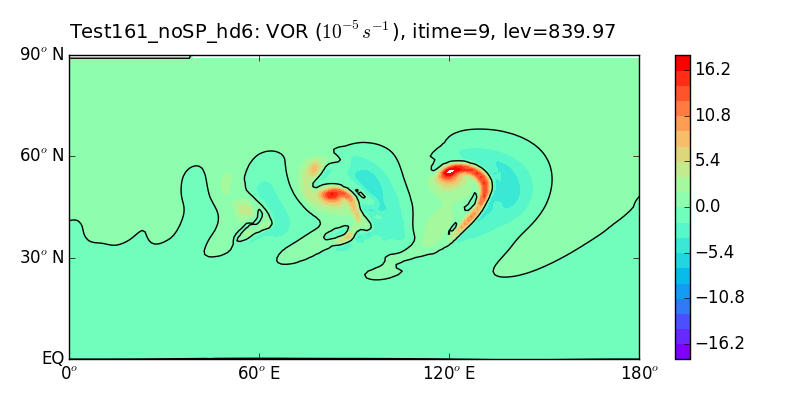 Test161_noSP_hd6: VOR (10⁻⁵ s⁻¹), itime=9, lev=839.97
90° N
60° N
30° N
EQ
0° 60° E 120° E 180°
16.2
10.8
5.4
0.0
−5.4
−10.8
−16.2